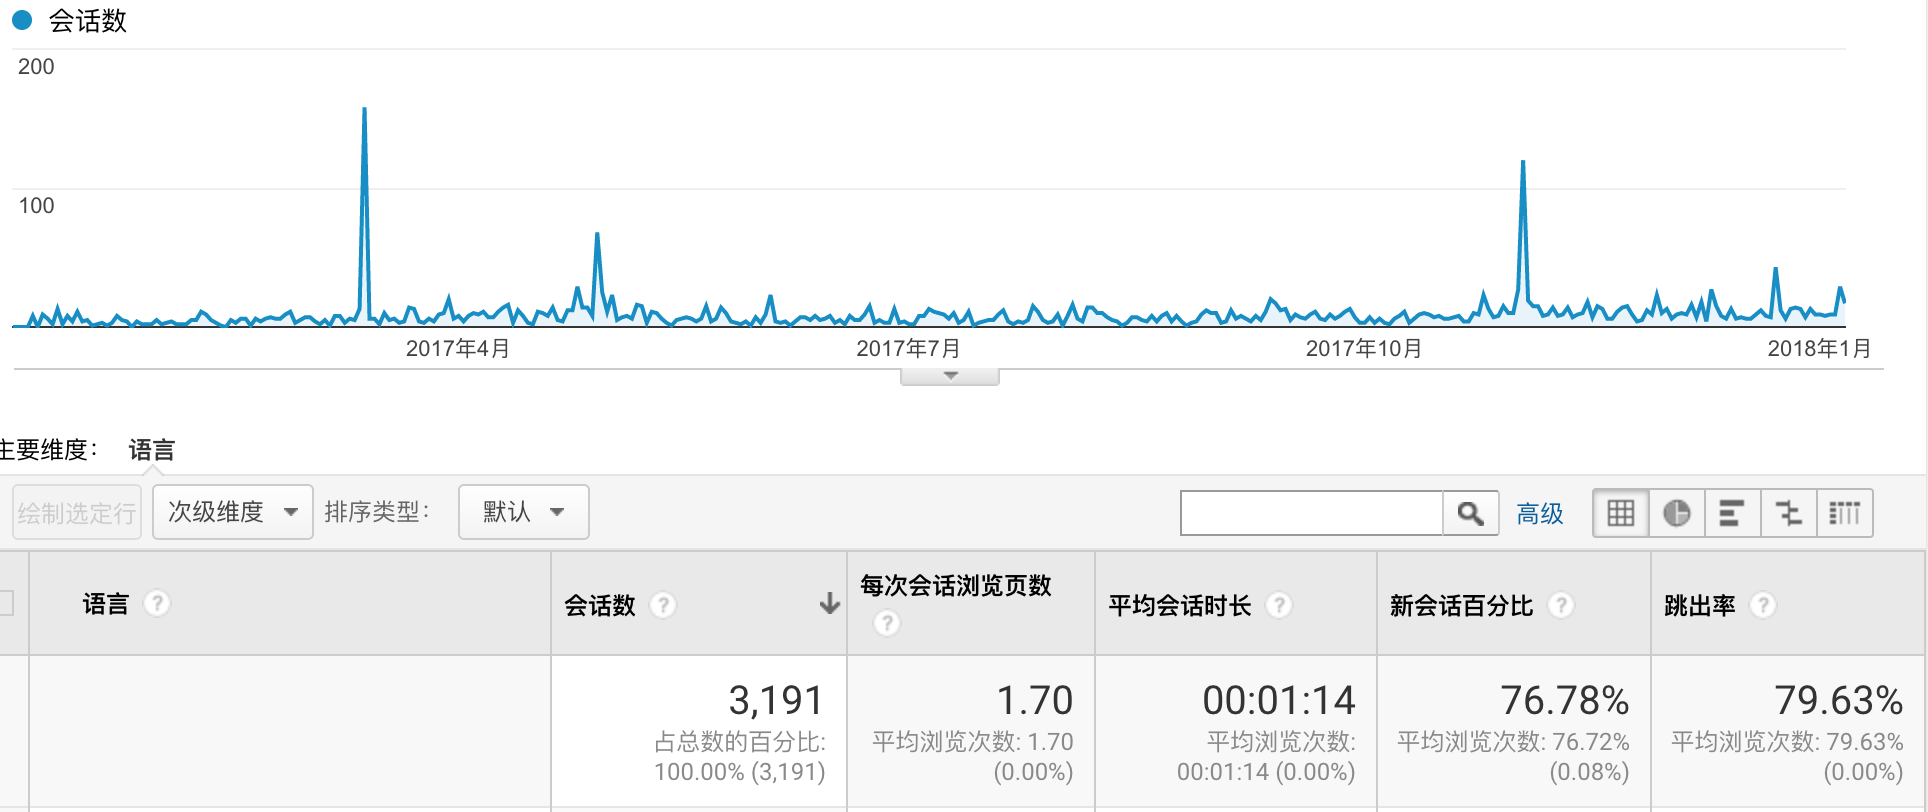 会话数
200
100
2017年4月 2017年7月 2017年10月 2018年1月
主要维度： 语言
绘制选定行 次级维度 排序类型： 默认 高级
语言 ? 会话数 ? 每次会话浏览页数 ? 平均会话时长 ? 新会话百分比 ? 跳出率 ?
3,191 1.70 00:01:14 76.78% 79.63%
占总数的百分比: 平均浏览次数: 1.70 平均浏览次数: 平均浏览次数: 76.72% 平均浏览次数: 79.63%
100.00% (3,191) (0.00%) 00:01:14 (0.00%) (0.08%) (0.00%)